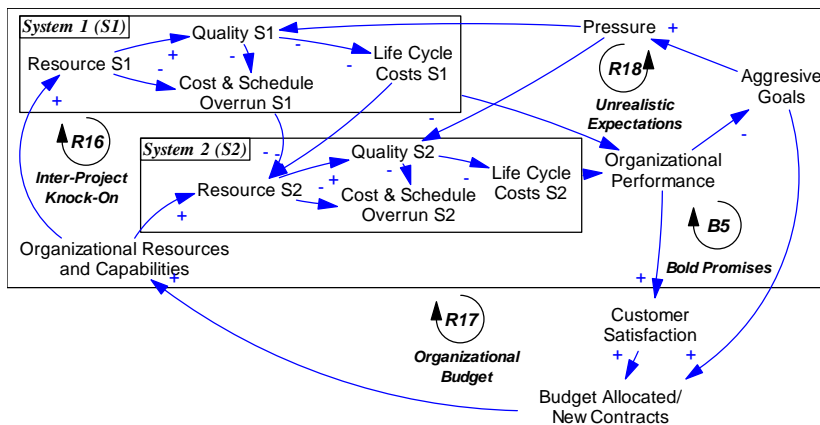 System 1 (S1)
Quality S1
Pressure
+
+
-
-
Resource S1
-
-
Life Cycle
Costs S1
R18
Aggresive
Goals
+
Cost & Schedule
Overrun S1
Unrealistic
Expectations
-
-
R16
Inter-Project
Knock-On
System 2 (S2)
Quality S2
- -
Organizational
Performance
Resource S2
-
+
-
-
Life Cycle
Costs S2
-
+
Cost & Schedule
Overrun S2
B5
Bold Promises
Organizational Resources
and Capabilities
+
+
+
R17
Organizational
Budget
Customer
Satisfaction
+
+
Budget Allocated/
New Contracts